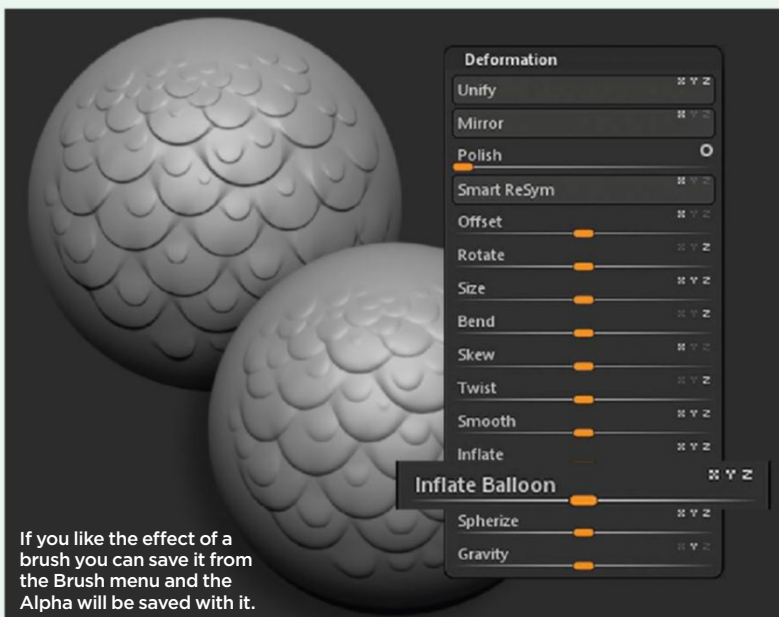 Deformation
Unify X Y Z
Mirror X Y Z
Polish
Smart ReSym X Y Z
Offset X Y Z
Rotate X Y Z
Size X Y Z
Bend X Y Z
Skew X Y Z
Twist X Y Z
Smooth X Y Z
Inflate X Y Z
Inflate Balloon X Y Z
Spherize X Y Z
Gravity X Y Z
If you like the effect of a
brush you can save it from
the Brush menu and the
Alpha will be saved with it.